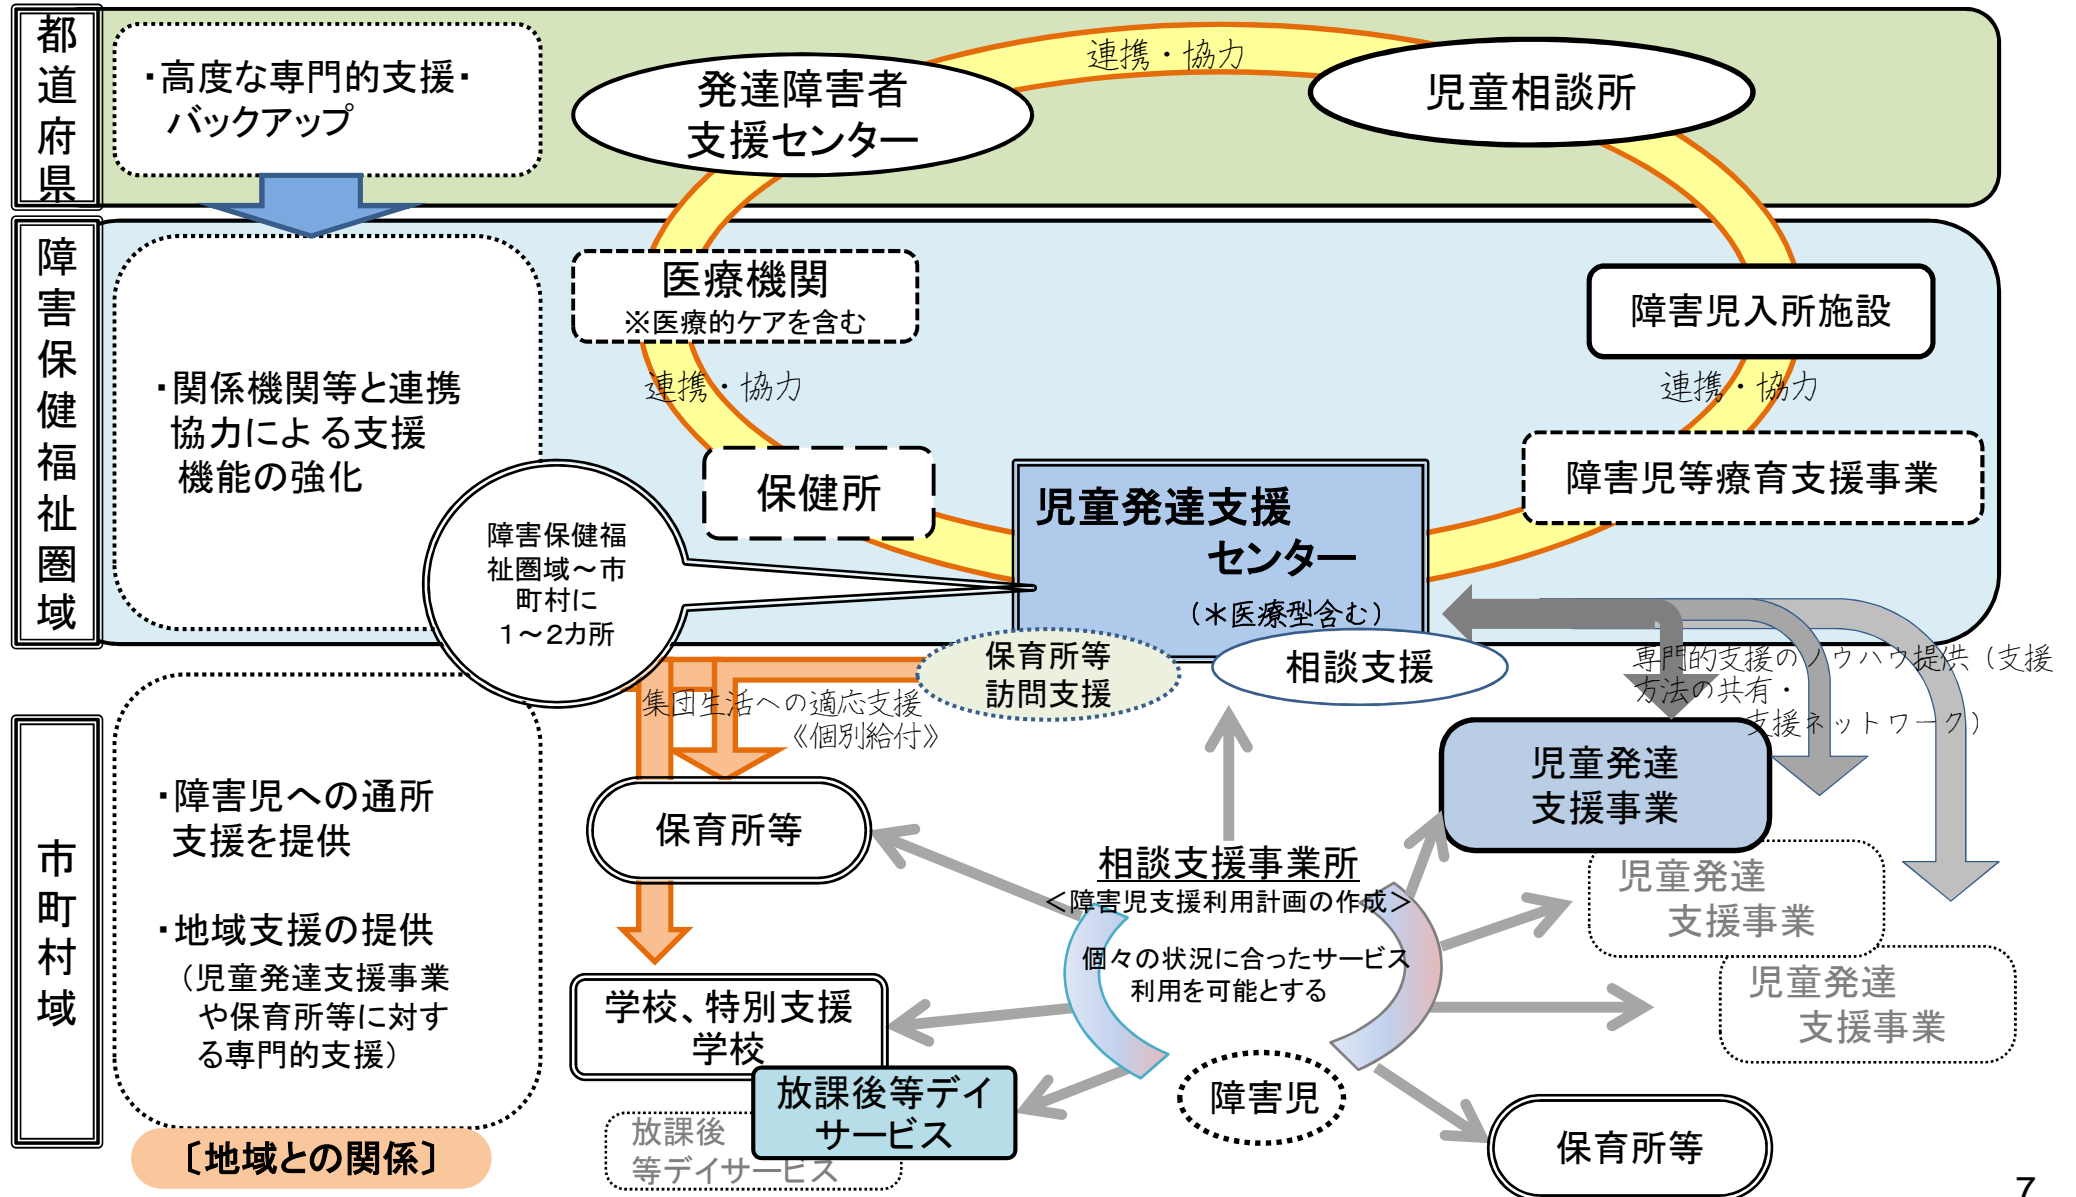 都道府県
・高度な専門的支援・
バックアップ
発達障害者
支援センター
連携・協力
児童相談所
障害保健福祉圏域
・関係機関等と連携
協力による支援
機能の強化
医療機関
※医療的ケアを含む
連携・協力
保健所
障害児入所施設
連携・協力
障害児等療育支援事業
障害保健福
祉圏域～市
町村に
１～２カ所
児童発達支援
センター
（＊医療型含む）
保育所等
訪問支援
相談支援
専門的支援のノウハウ提供（支援
方法の共有・
支援ネットワーク）
集団生活への適応支援
《個別給付》
市町村域
・障害児への通所
支援を提供
・地域支援の提供
（児童発達支援事業
や保育所等に対す
る専門的支援）
〔地域との関係〕
保育所等
学校、特別支援
学校
放課後等デイ
サービス
放課後
等デイサービス
相談支援事業所
＜障害児支援利用計画の作成＞
個々の状況に合ったサービス
利用を可能とする
障害児
児童発達
支援事業
児童発達
支援事業
児童発達
支援事業
保育所等
7